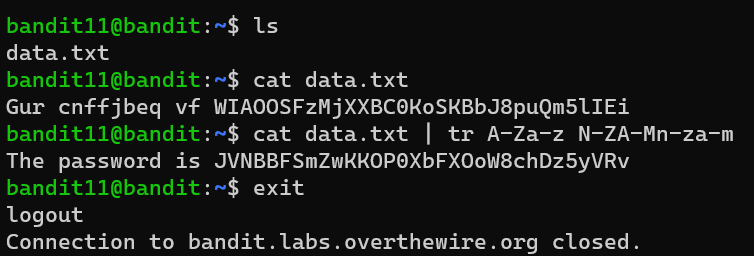 bandit11@bandit:~$ ls
data.txt
bandit11@bandit:~$ cat data.txt
Gur cnffjbeq vf WIAOOSFzMjXXBC0KoSKBbJ8puQm5lIEi
bandit11@bandit:~$ cat data.txt | tr A-Za-z N-ZA-Mn-za-m
The password is JVNBBFSmZwKKOP0XbFXOoW8chDz5yVRv
bandit11@bandit:~$ exit
logout
Connection to bandit.labs.overthewire.org closed.